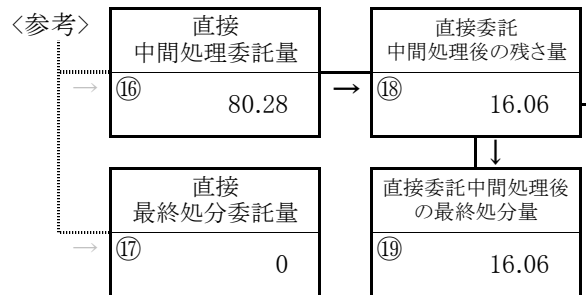 〈参考〉
直接
中間処理委託量
→
⑯
80.28
→
直接委託
中間処理後の残さ量
⑱
16.06
↓
直接
最終処分委託量
→
⑰
0
直接委託中間処理後
の最終処分量
⑲
16.06